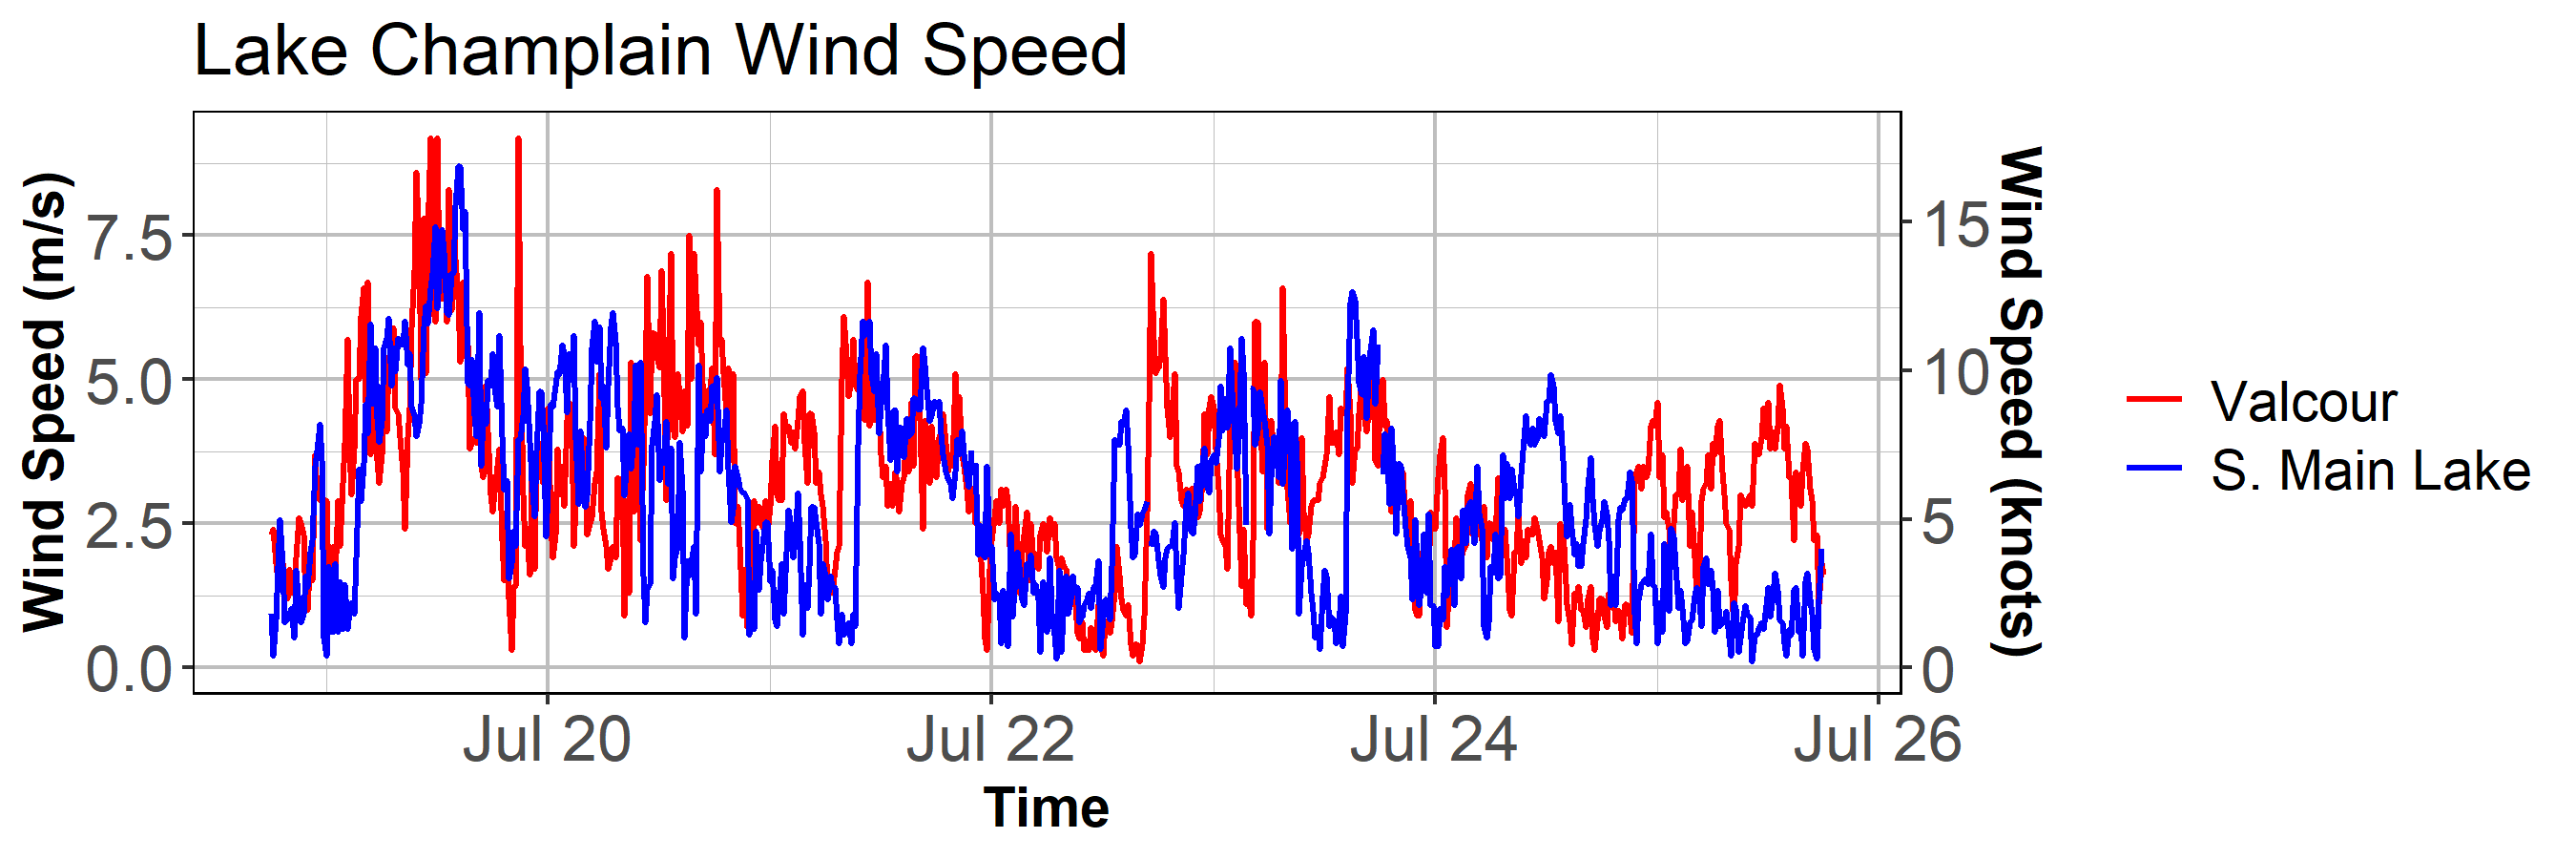 Lake Champlain Wind Speed
Wind Speed (m/s)
7.5
5.0
2.5
0.0
Wind Speed (knots)
15
10
5
0
Jul 20
Jul 22
Jul 24
Jul 26
Time
Valcour
S. Main Lake